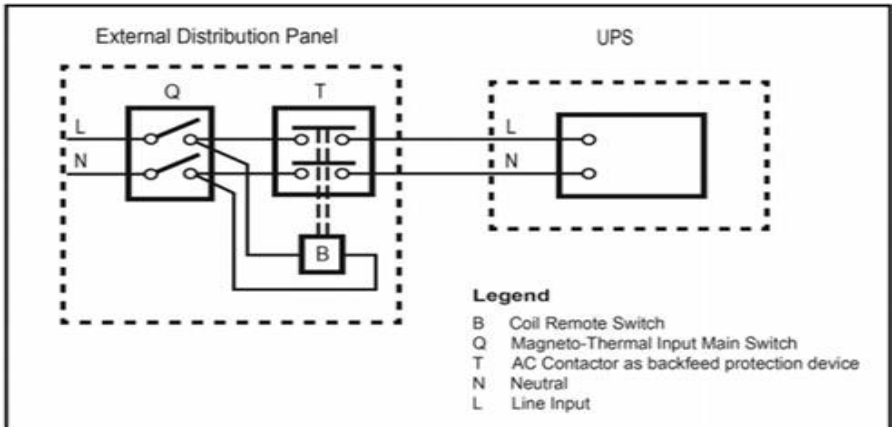 External Distribution Panel
UPS
Q
T
L
N
L
N
B
Legend
B Coil Remote Switch
Q Magneto-Thermal Input Main Switch
T AC Contactor as backfeed protection device
N Neutral
L Line Input